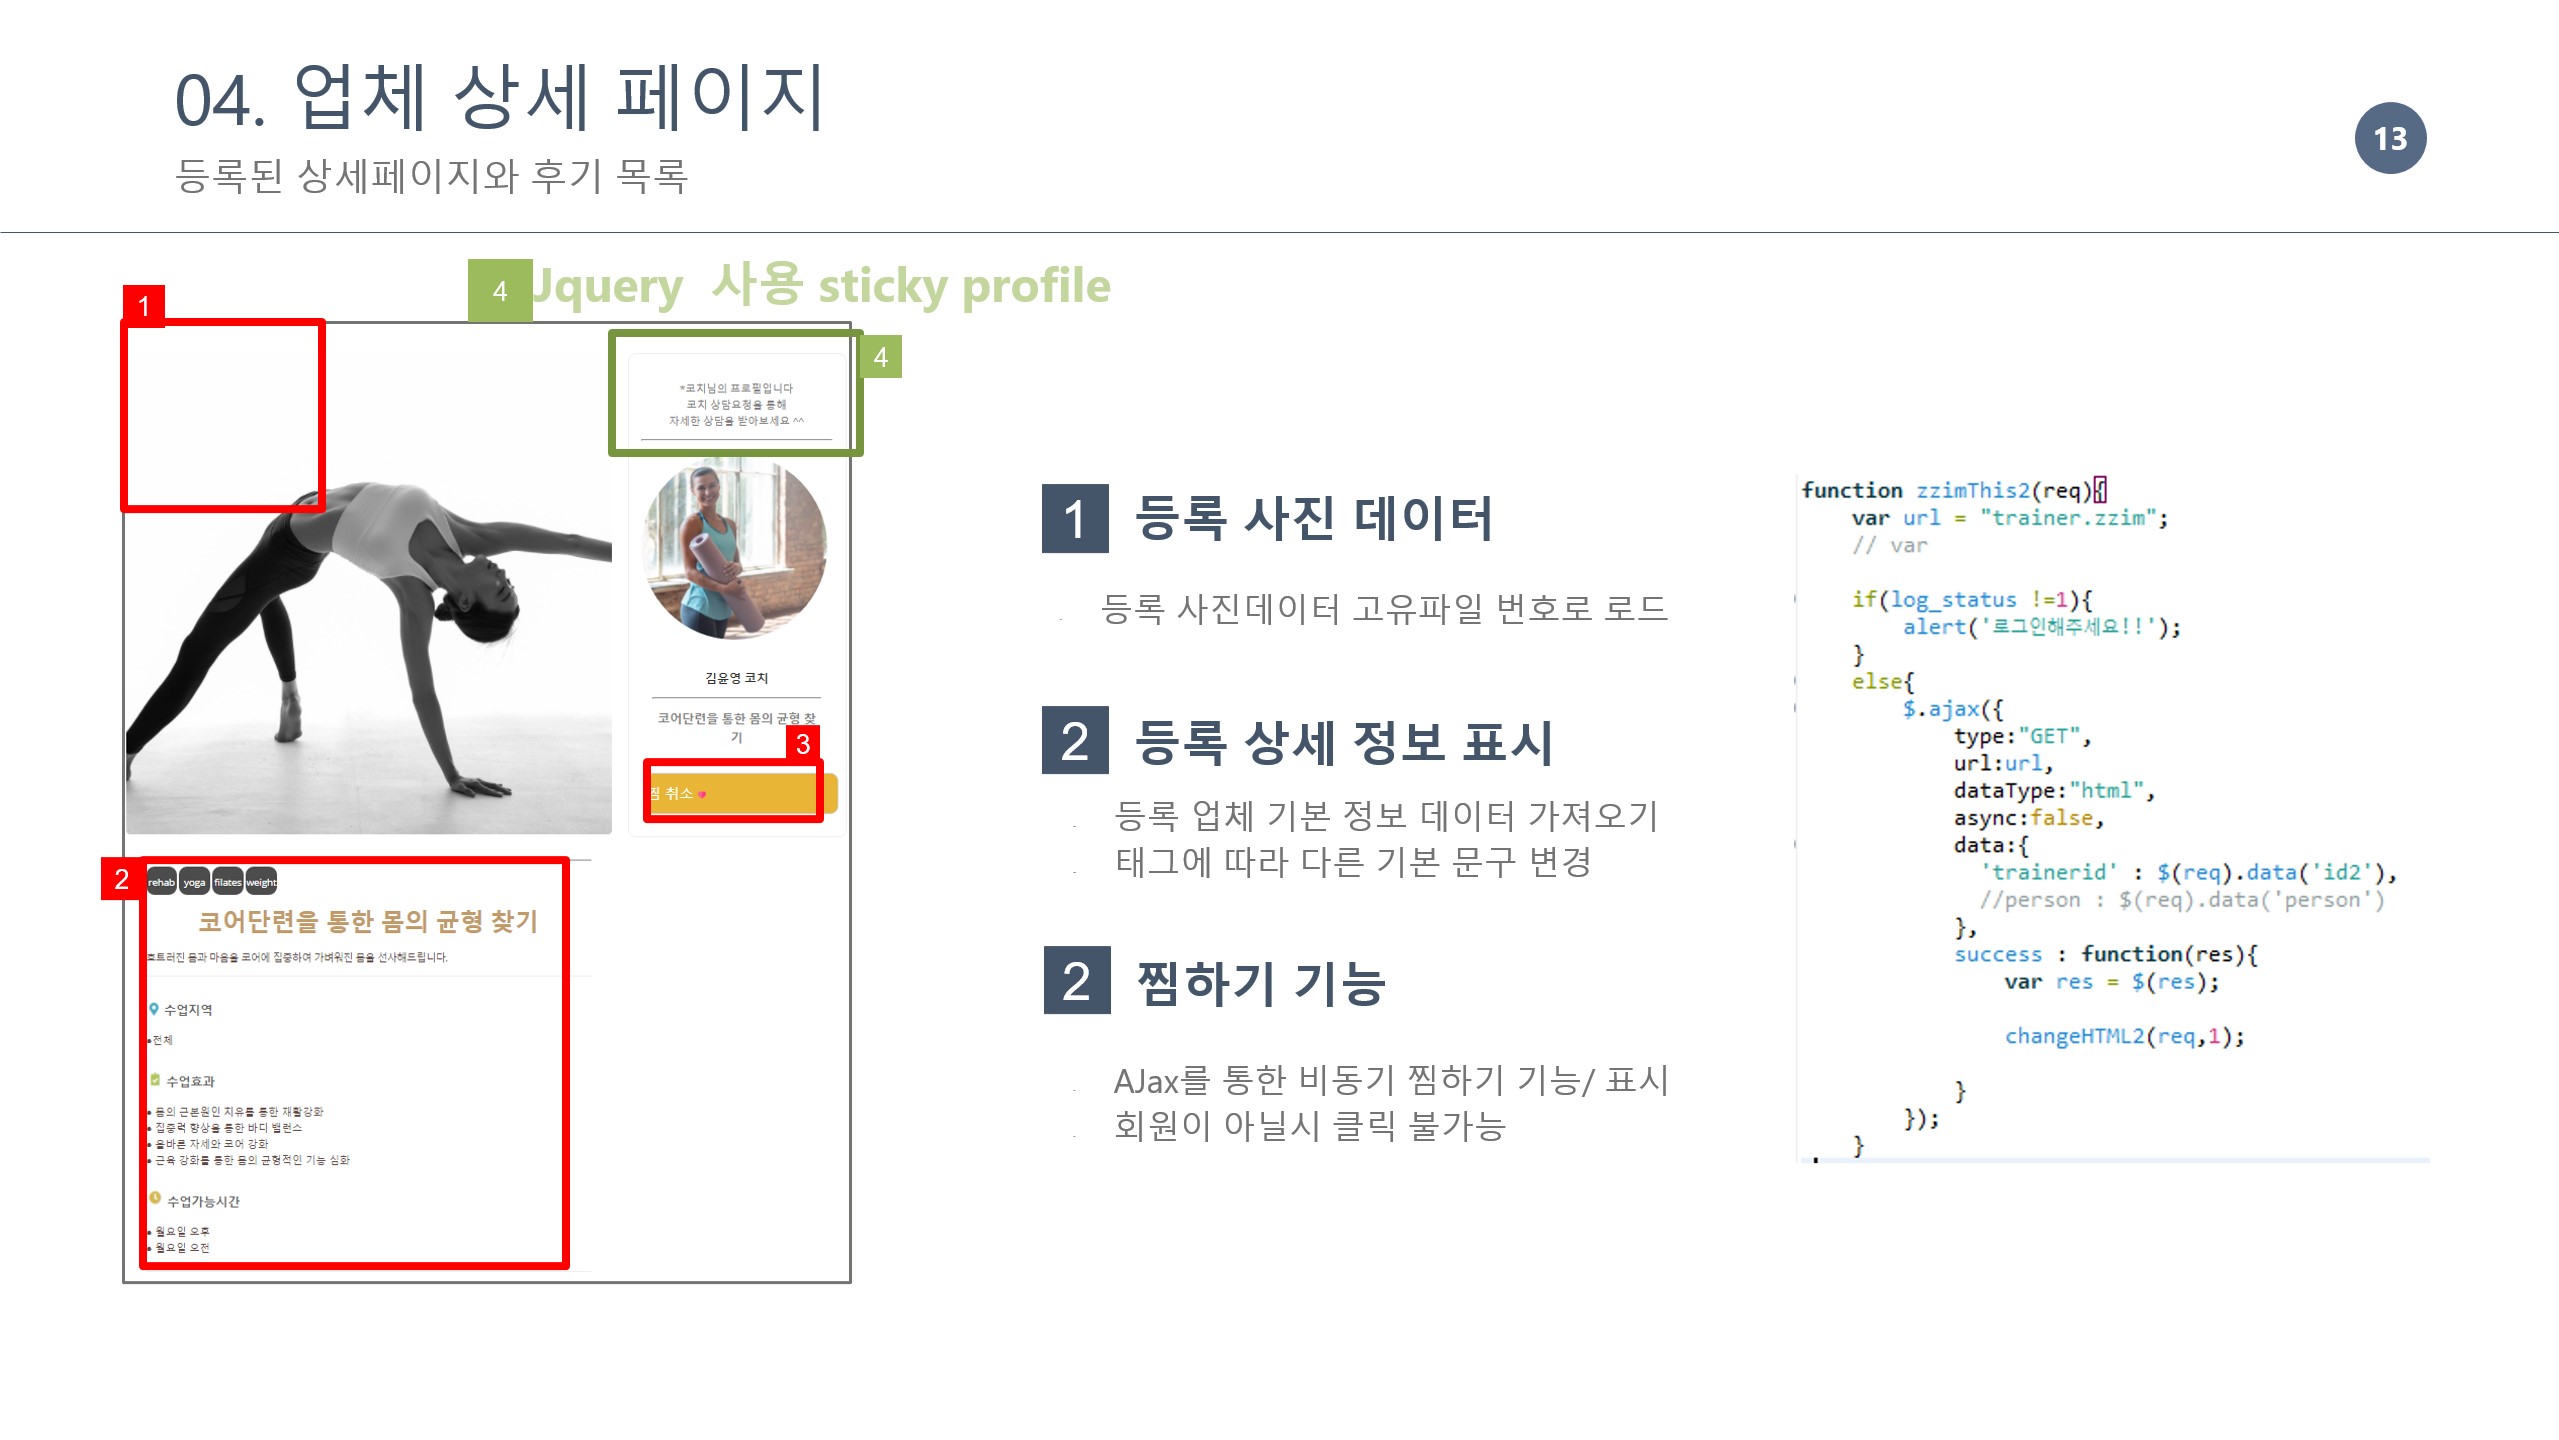 04. 업체 상세 페이지
등록된 상세페이지와 후기 목록
13
4 Jquery 사용 sticky profile
1
4
*코치님의 프로필입니다
코치 상담요청을 통해
자세한 상담을 받아보세요 ^^
김윤영 코치
코어단련을 통한 몸의 균형 찾
기
3
찜 취소
2
rehab yoga filates weight
코어단련을 통한 몸의 균형 찾기
흐트러진 몸과 마음을 코어에 집중하여 가벼워진 몸을 선사해드립니다.
수업지역
•전체
수업효과
• 몸의 근본원인 치유를 통한 재활강화
• 집중력 향상을 통한 바디 밸런스
• 올바른 자세와 코어 강화
• 근육 강화를 통한 몸의 균형적인 기능 심화
수업가능시간
• 월요일 오후
• 월요일 오전
1 등록 사진 데이터
- 등록 사진데이터 고유파일 번호로 로드
2 등록 상세 정보 표시
- 등록 업체 기본 정보 데이터 가져오기
- 태그에 따라 다른 기본 문구 변경
2 찜하기 기능
- AJax를 통한 비동기 찜하기 기능/ 표시
- 회원이 아닐시 클릭 불가능
function zzimThis2(req){
var url = "trainer.zzim";
// var
if(log_status !=1){
alert('로그인해주세요!!');
}
else{
$.ajax({
type:"GET",
url:url,
dataType:"html",
async:false,
data:{
'trainerid' : $(req).data('id2'),
//person : $(req).data('person')
},
success : function(res){
var res = $(res);
changeHTML2(req,1);
}
});
}